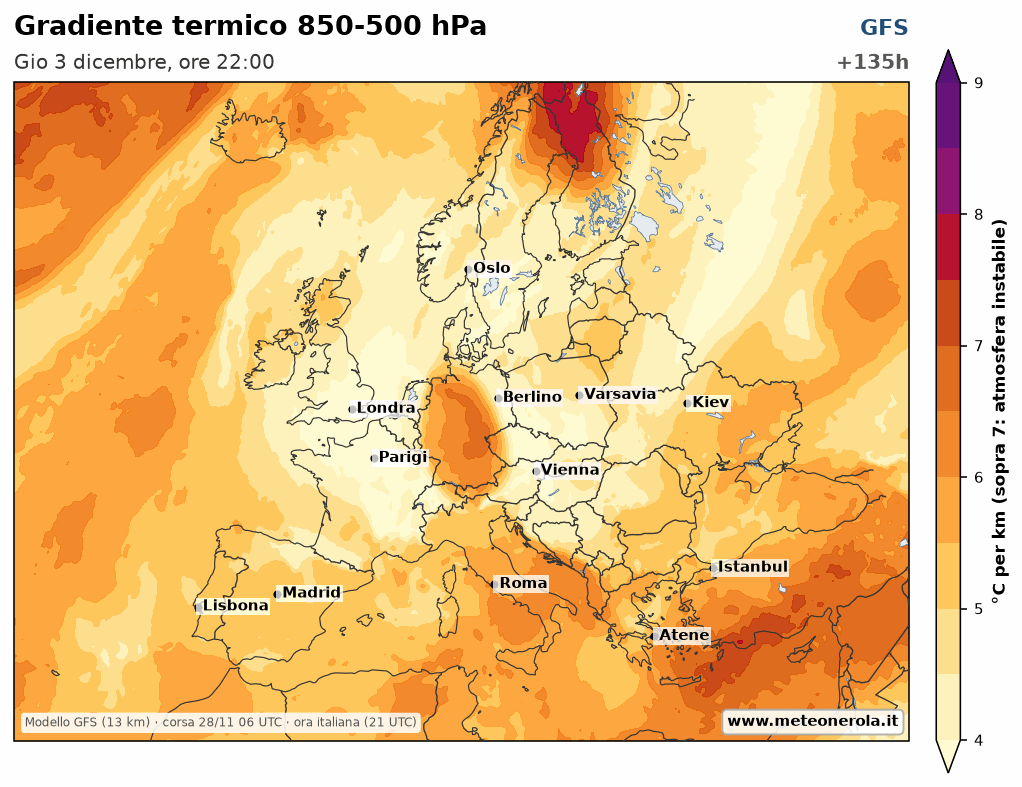 Gradiente termico 850-500 hPa
GFS
Gio 3 dicembre, ore 22:00
+135h
Oslo
Londra
Berlino
Varsavia
Kiev
Parigi
Vienna
Istanbul
Roma
Madrid
Lisbona
Atene
Modello GFS (13 km) · corsa 28/11 06 UTC · ora italiana (21 UTC)
www.meteonerola.it
9
8
7
6
5
4
°C per km (sopra 7: atmosfera instabile)